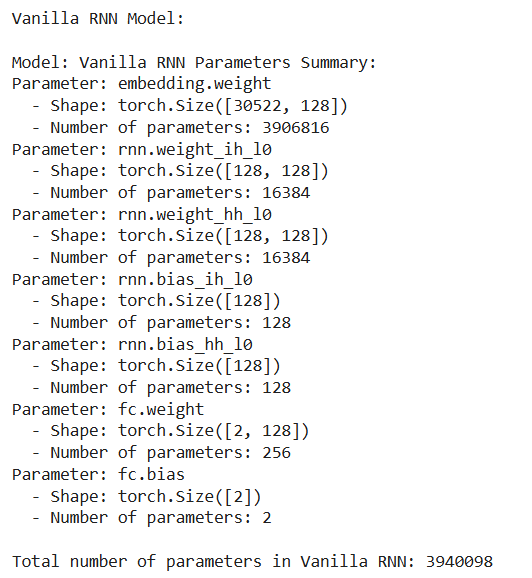 Vanilla RNN Model:
Model: Vanilla RNN Parameters Summary:
Parameter: embedding.weight
- Shape: torch.Size([30522, 128])
- Number of parameters: 3906816
Parameter: rnn.weight_ih_l0
- Shape: torch.Size([128, 128])
- Number of parameters: 16384
Parameter: rnn.weight_hh_l0
- Shape: torch.Size([128, 128])
- Number of parameters: 16384
Parameter: rnn.bias_ih_l0
- Shape: torch.Size([128])
- Number of parameters: 128
Parameter: rnn.bias_hh_l0
- Shape: torch.Size([128])
- Number of parameters: 128
Parameter: fc.weight
- Shape: torch.Size([2, 128])
- Number of parameters: 256
Parameter: fc.bias
- Shape: torch.Size([2])
- Number of parameters: 2
Total number of parameters in Vanilla RNN: 3940098